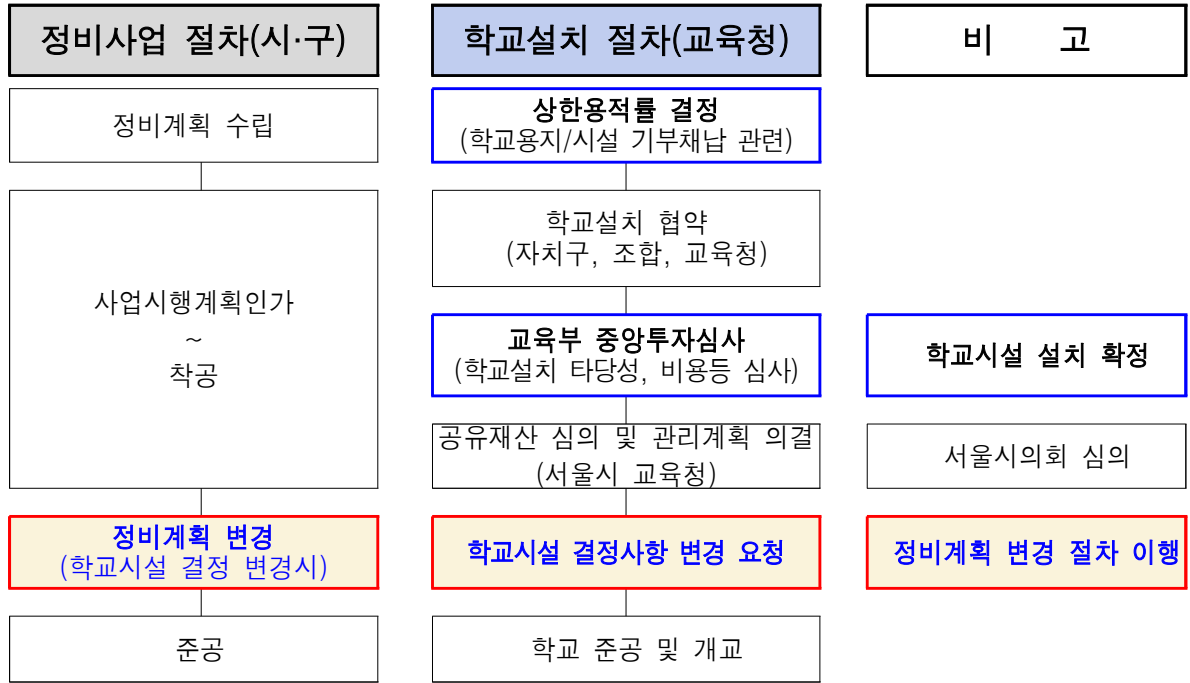 정비사업 절차(시·구)
학교설치 절차(교육청)
비 고
정비계획 수립
상한용적률 결정
(학교용지/시설 기부채납 관련)
사업시행계획인가
~
착공
학교설치 협약
(자치구, 조합, 교육청)
교육부 중앙투자심사
(학교설치 타당성, 비용등 심사)
학교시설 설치 확정
공유재산 심의 및 관리계획 의결
(서울시 교육청)
서울시의회 심의
정비계획 변경
(학교시설 결정 변경시)
학교시설 결정사항 변경 요청
정비계획 변경 절차 이행
준공
학교 준공 및 개교